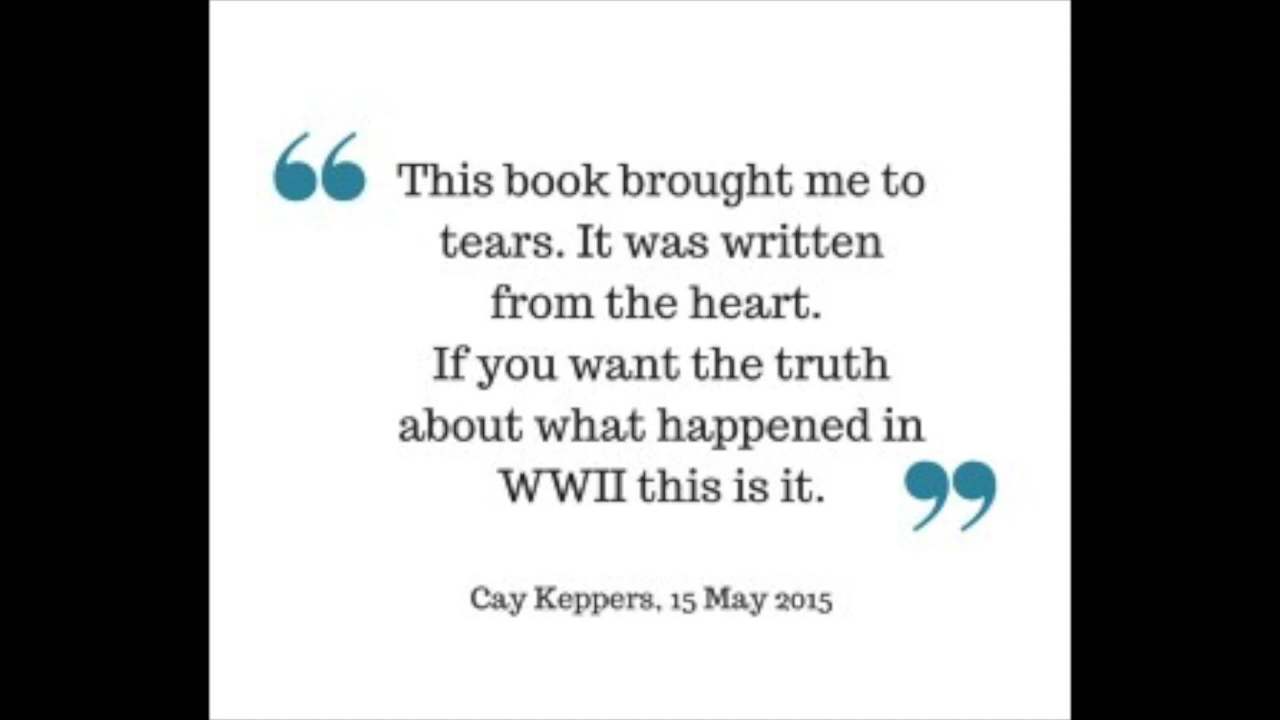 “ This book brought me to
tears. It was written
from the heart.
If you want the truth
about what happened in
WWII this is it. ”
Cay Keppers, 15 May 2015